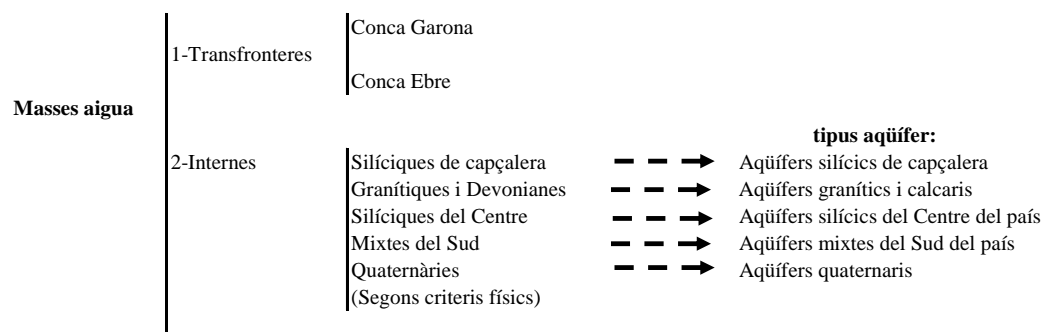 Conca Garona
1-Transfronteres
Conca Ebre
Masses aigua
tipus aqüífer:
2-Internes Silíciques de capçalera Aqüífers silícics de capçalera
Granítiques i Devonianes Aqüífers granítics i calcaris
Silíciques del Centre Aqüífers silícics del Centre del país
Mixtes del Sud Aqüífers mixtes del Sud del país
Quaternàries Aqüífers quaternaris
(Segons criteris físics)